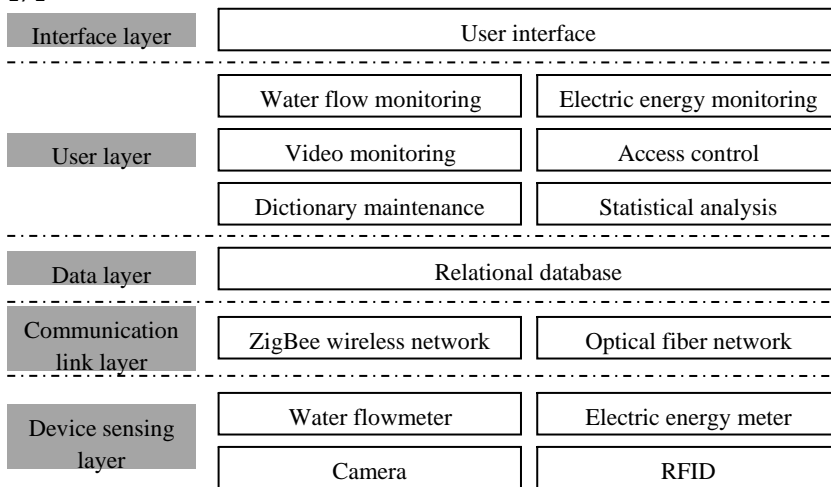 Interface layer
User interface
Water flow monitoring
Electric energy monitoring
User layer
Video monitoring
Access control
Dictionary maintenance
Statistical analysis
Data layer
Relational database
Communication
link layer
ZigBee wireless network
Optical fiber network
Device sensing
layer
Water flowmeter
Electric energy meter
Camera
RFID